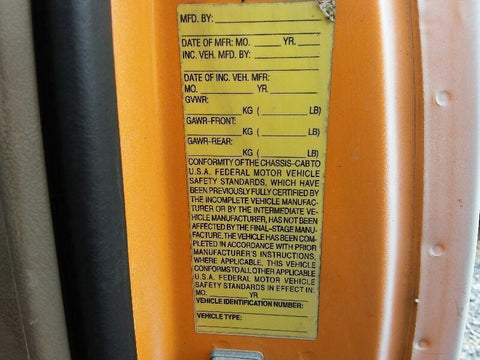 MFD. BY:
DATE OF MFR: MO. YR.
INC. VEH. MFD. BY:
DATE OF INC. VEH. MFR:
MO. YR.
GVWR:
KG ( LB)
GAWR-FRONT:
KG ( LB)
GAWR-REAR:
KG ( LB)
CONFORMITY OF THE CHASSIS-CAB TO
U.S.A. FEDERAL MOTOR VEHICLE
SAFETY STANDARDS, WHICH HAVE
BEEN PREVIOUSLY FULLY CERTIFIED BY
THE INCOMPLETE VEHICLE MANUFAC-
TURER OR BY THE INTERMEDIATE VE-
HICLE MANUFACTURER, HAS NOT BEEN
AFFECTED BY THE FINAL-STAGE MANU-
FACTURE, THE VEHICLE HAS BEEN COM-
PLETED IN ACCORDANCE WITH PRIOR
MANUFACTURER'S INSTRUCTIONS,
WHERE APPLICABLE. THIS VEHICLE
CONFORMS TO ALL OTHER APPLICABLE
U.S.A. FEDERAL MOTOR VEHICLE
SAFETY STANDARDS IN EFFECT IN:
MO. YR
VEHICLE IDENTIFICATION NUMBER:
VEHICLE TYPE: